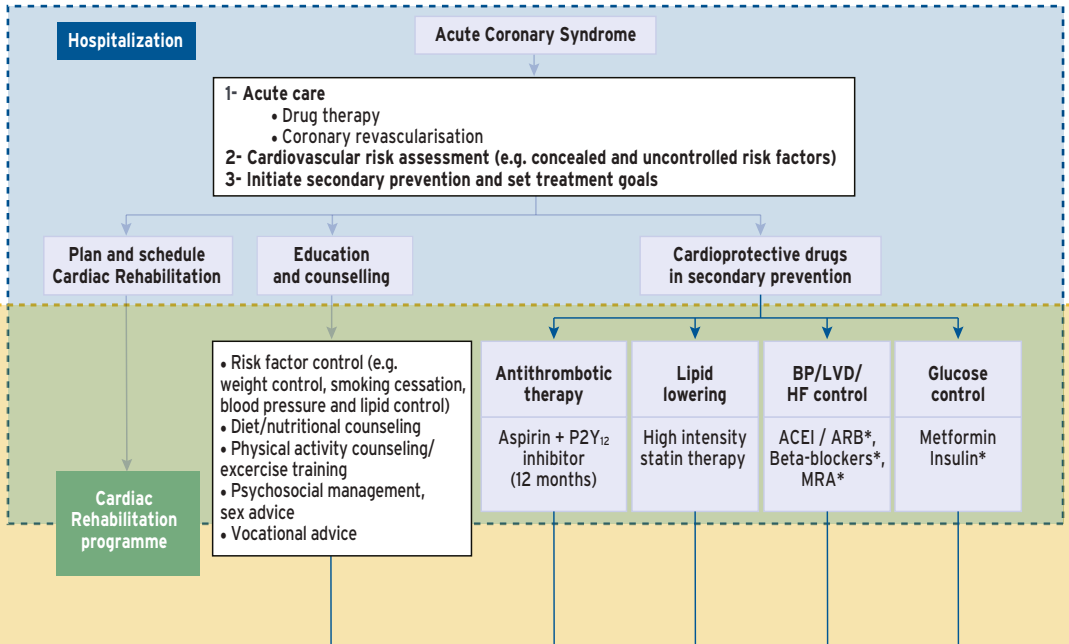 Hospitalization
Acute Coronary Syndrome
1- Acute care
• Drug therapy
• Coronary revascularisation
2- Cardiovascular risk assessment (e.g. concealed and uncontrolled risk factors)
3- Initiate secondary prevention and set treatment goals
Plan and schedule
Cardiac Rehabilitation
Education
and counselling
Cardioprotective drugs
in secondary prevention
• Risk factor control (e.g.
weight control, smoking cessation,
blood pressure and lipid control)
• Diet/nutritional counseling
• Physical activity counseling/
excercise training
• Psychosocial management,
sex advice
• Vocational advice
Antithrombotic
therapy
Aspirin + P2Y₁₂
inhibitor
(12 months)
Lipid
lowering
High intensity
statin therapy
BP/LVD/
HF control
ACEI / ARB*,
Beta-blockers*,
MRA*
Glucose
control
Metformin
Insulin*
Cardiac
Rehabilitation
programme